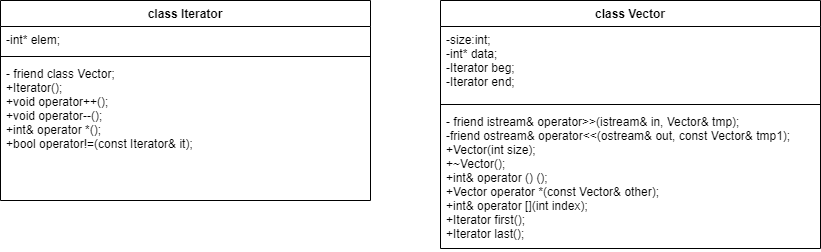 class Iterator
-int* elem;
- friend class Vector;
+Iterator();
+void operator++();
+void operator--();
+int& operator *();
+bool operator!=(const Iterator& it);
class Vector
-size:int;
-int* data;
-Iterator beg;
-Iterator end;
- friend istream& operator>>(istream& in, Vector& tmp);
-friend ostream& operator<<(ostream& out, const Vector& tmp1);
+Vector(int size);
+~Vector();
+int& operator () ();
+Vector operator *(const Vector& other);
+int& operator [](int index);
+Iterator first();
+Iterator last();